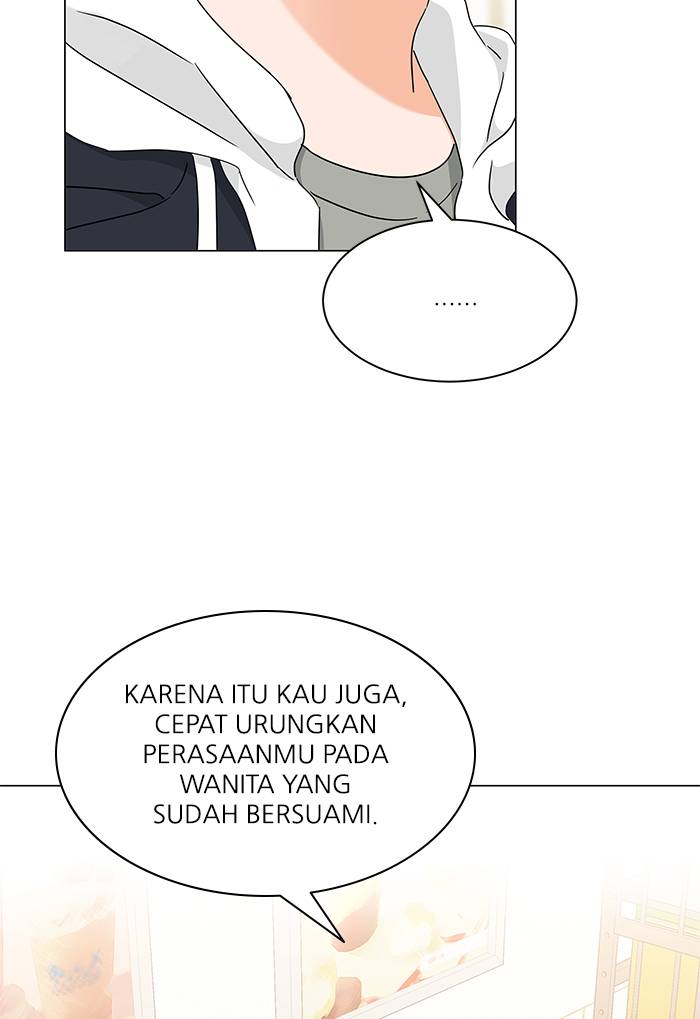 ......
KARENA ITU KAU JUGA,
CEPAT URUNGKAN
PERASAANMU PADA
WANITA YANG
SUDAH BERSUAMI.